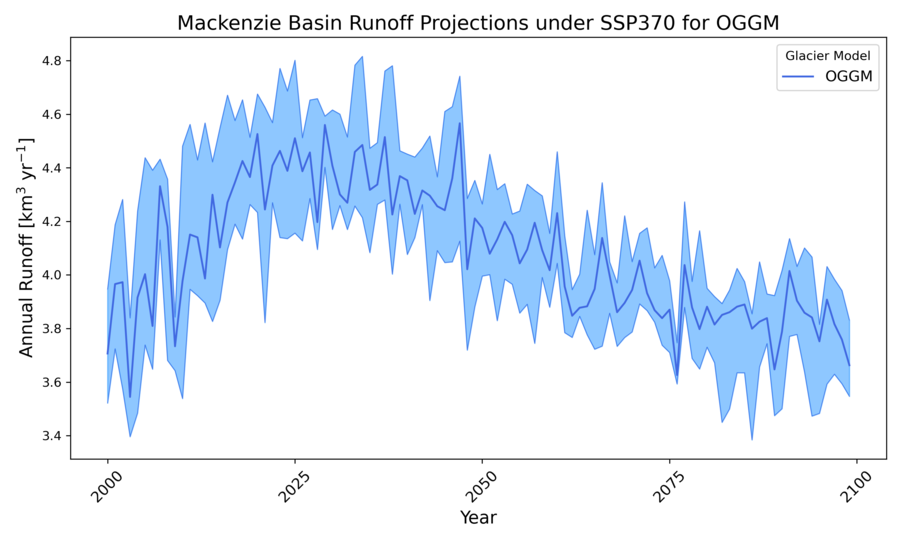 Mackenzie Basin Runoff Projections under SSP370 for OGGM
Glacier Model
OGGM
Annual Runoff [km³ yr⁻¹]
4.8
4.6
4.4
4.2
4.0
3.8
3.6
3.4
2000
2025
2050
2075
2100
Year